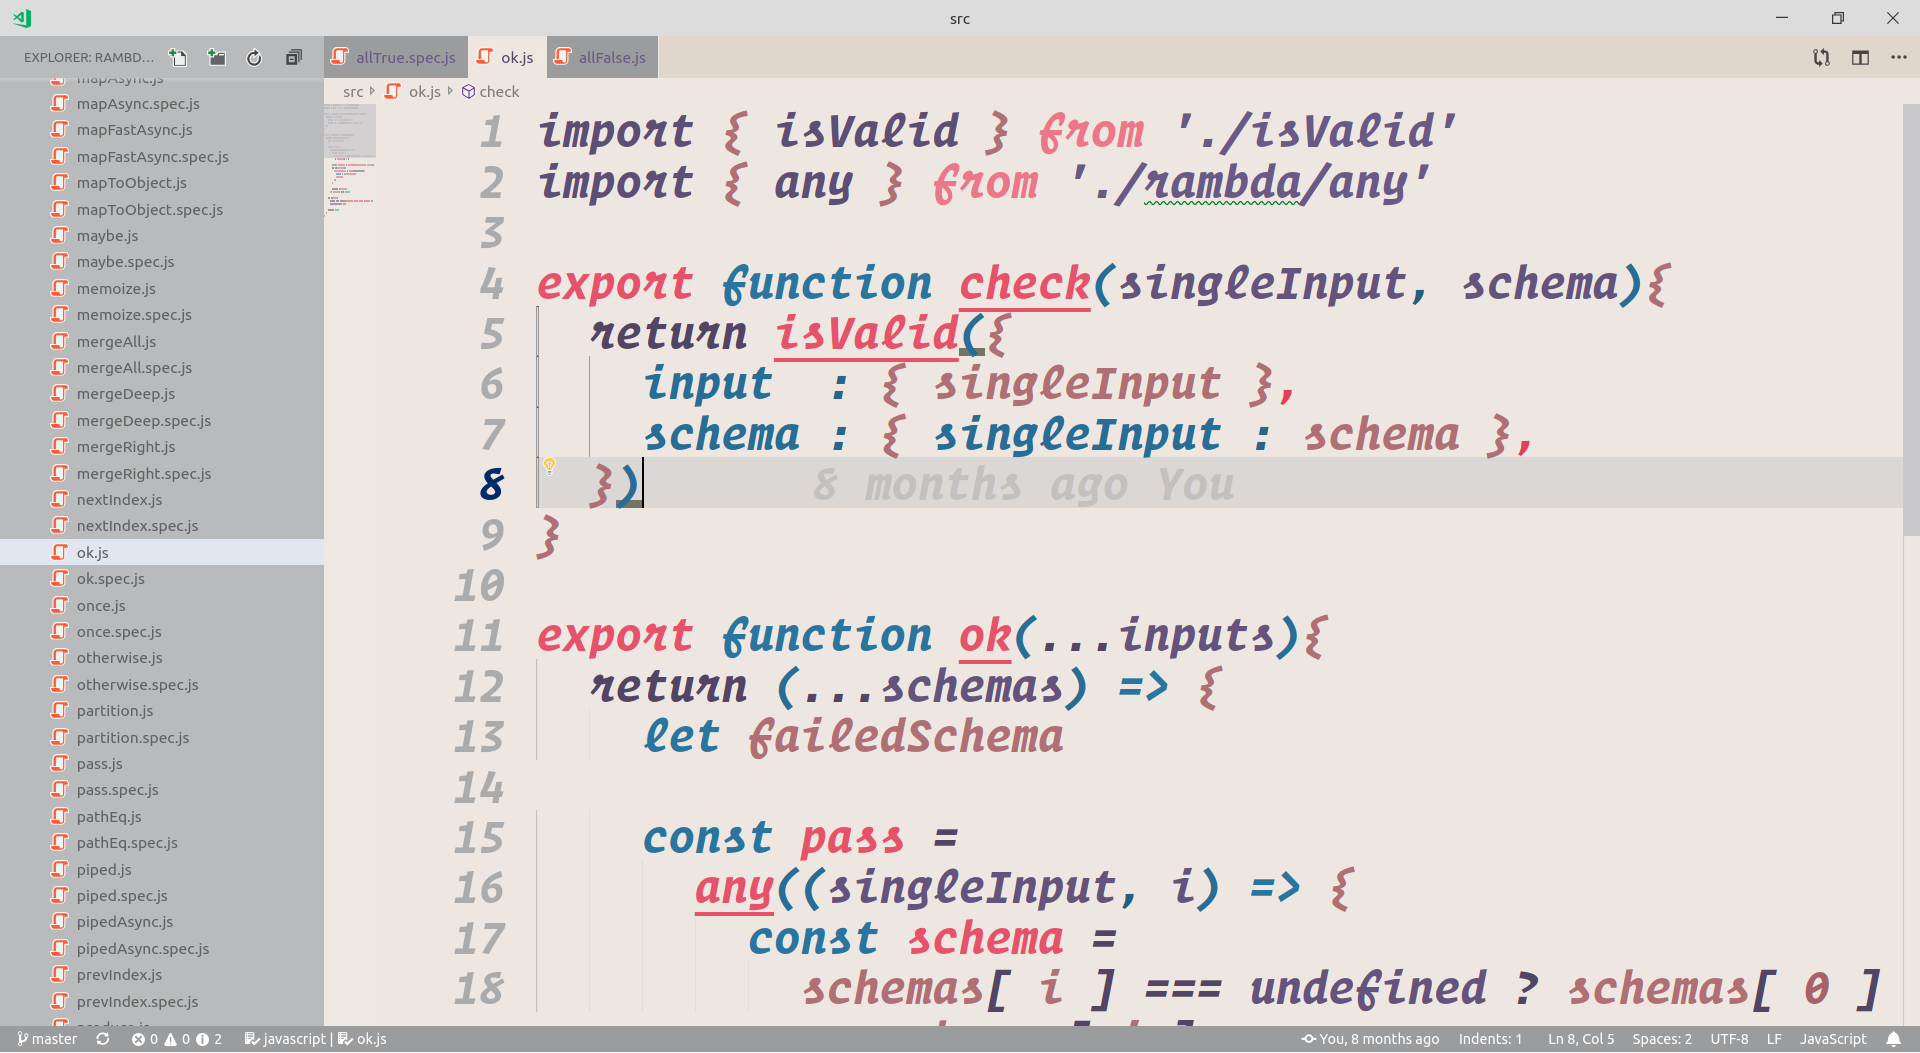 src
EXPLORER: RAMBD...
allTrue.spec.js
ok.js
allFalse.js
src
ok.js
check
mapAsync.js
mapAsync.spec.js
mapFastAsync.js
mapFastAsync.spec.js
mapToObject.js
mapToObject.spec.js
maybe.js
maybe.spec.js
memoize.js
memoize.spec.js
mergeAll.js
mergeAll.spec.js
mergeDeep.js
mergeDeep.spec.js
mergeRight.js
mergeRight.spec.js
nextIndex.js
nextIndex.spec.js
ok.js
ok.spec.js
once.js
once.spec.js
otherwise.js
otherwise.spec.js
partition.js
partition.spec.js
pass.js
pass.spec.js
pathEq.js
pathEq.spec.js
piped.js
piped.spec.js
pipedAsync.js
pipedAsync.spec.js
prevIndex.js
prevIndex.spec.js
1 import { isValid } from './isValid'
2 import { any } from './rambda/any'
3
4 export function check(singleInput, schema){
5 return isValid({
6 input : { singleInput },
7 schema : { singleInput : schema },
8 }) 8 months ago You
9 }
10
11 export function ok(...inputs){
12 return (...schemas) => {
13 let failedSchema
14
15 const pass =
16 any((singleInput, i) => {
17 const schema =
18 schemas[ i ] === undefined ? schemas[ 0 ]
master 0 0 2 javascript | ok.js You, 8 months ago Indents: 1 Ln 8, Col 5 Spaces: 2 UTF-8 LF JavaScript